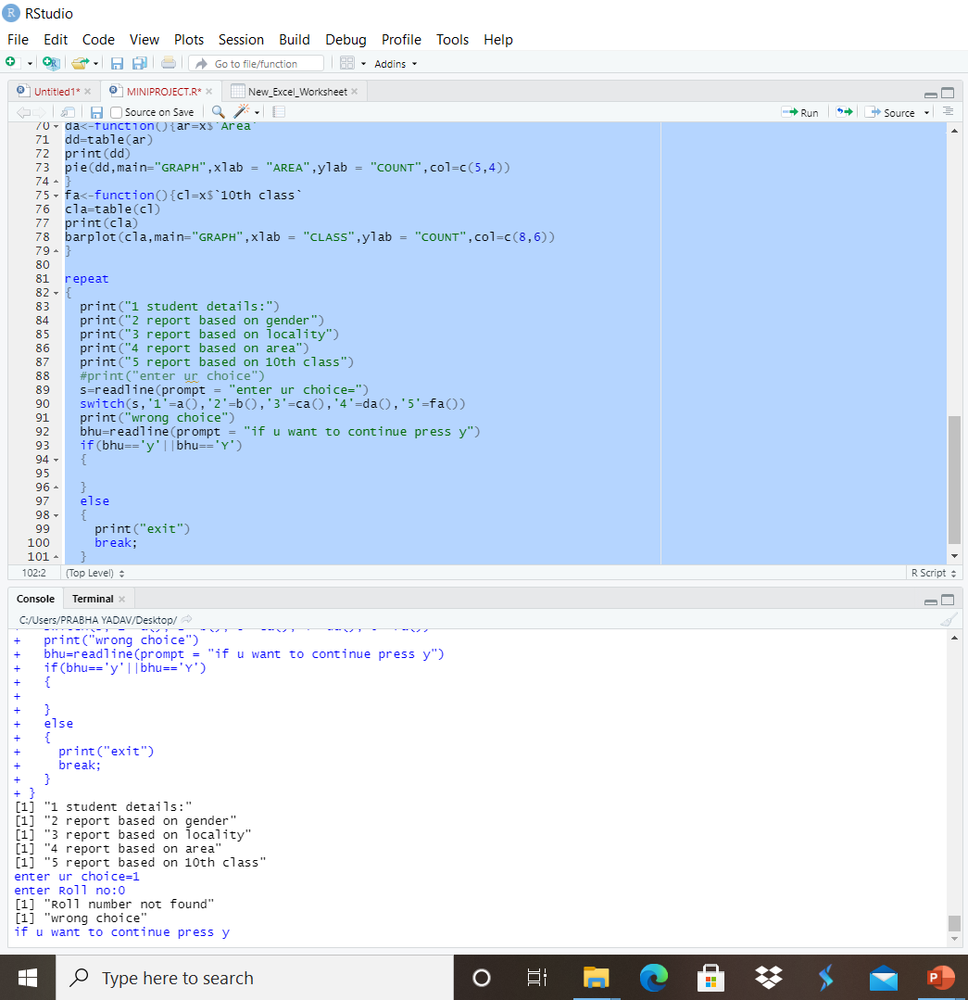 RStudio
File Edit Code View Plots Session Build Debug Profile Tools Help
Go to file/function Addins
Untitled1* MINIPROJECT.R* New_Excel_Worksheet
Source on Save Run Source
70 da<-function(){ar=x$`Area`
71 dd=table(ar)
72 print(dd)
73 pie(dd,main="GRAPH",xlab = "AREA",ylab = "COUNT",col=c(5,4))
74 }
75 fa<-function(){cl=x$`10th class`
76 cla=table(cl)
77 print(cla)
78 barplot(cla,main="GRAPH",xlab = "CLASS",ylab = "COUNT",col=c(8,6))
79 }
80
81 repeat
82 {
83 print("1 student details:")
84 print("2 report based on gender")
85 print("3 report based on locality")
86 print("4 report based on area")
87 print("5 report based on 10th class")
88 #print("enter ur choice")
89 s=readline(prompt = "enter ur choice=")
90 switch(s,'1'=a(),'2'=b(),'3'=ca(),'4'=da(),'5'=fa())
91 print("wrong choice")
92 bhu=readline(prompt = "if u want to continue press y")
93 if(bhu=='y'||bhu=='Y')
94 {
95
96 }
97 else
98 {
99 print("exit")
100 break;
101 }
102:2 (Top Level) R Script
Console Terminal
C:/Users/PRABHA YADAV/Desktop/
+ print("wrong choice")
+ bhu=readline(prompt = "if u want to continue press y")
+ if(bhu=='y'||bhu=='Y')
+ {
+
+ }
+ else
+ {
+ print("exit")
+ break;
+ }
+ }
[1] "1 student details:"
[1] "2 report based on gender"
[1] "3 report based on locality"
[1] "4 report based on area"
[1] "5 report based on 10th class"
enter ur choice=1
enter Roll no:0
[1] "Roll number not found"
[1] "wrong choice"
if u want to continue press y
Type here to search